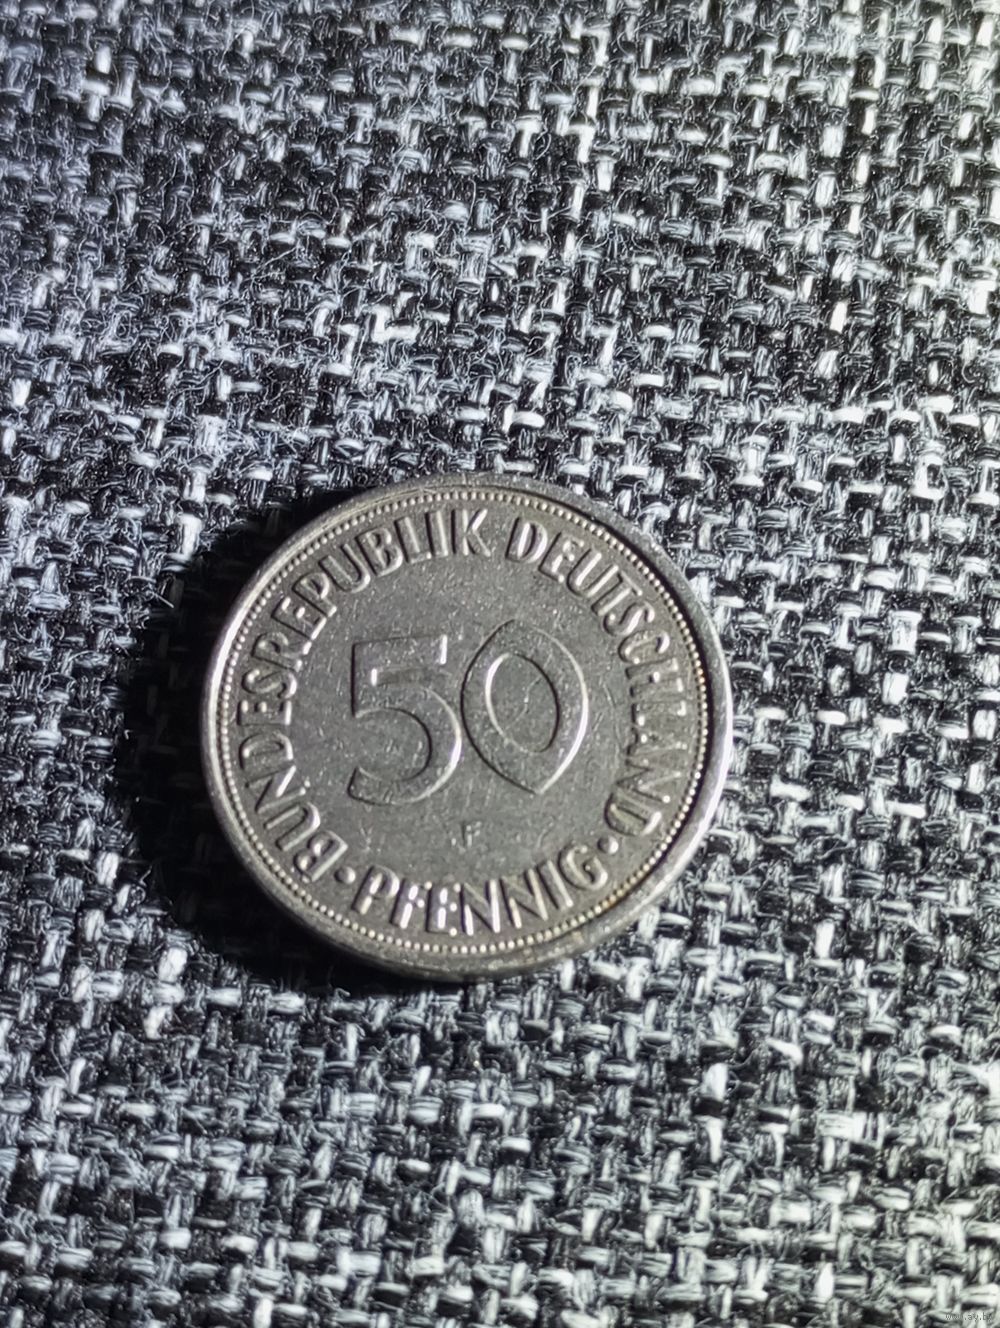 BUNDESREPUBLIK DEUTSCHLAND
50
F
• PFENNIG •